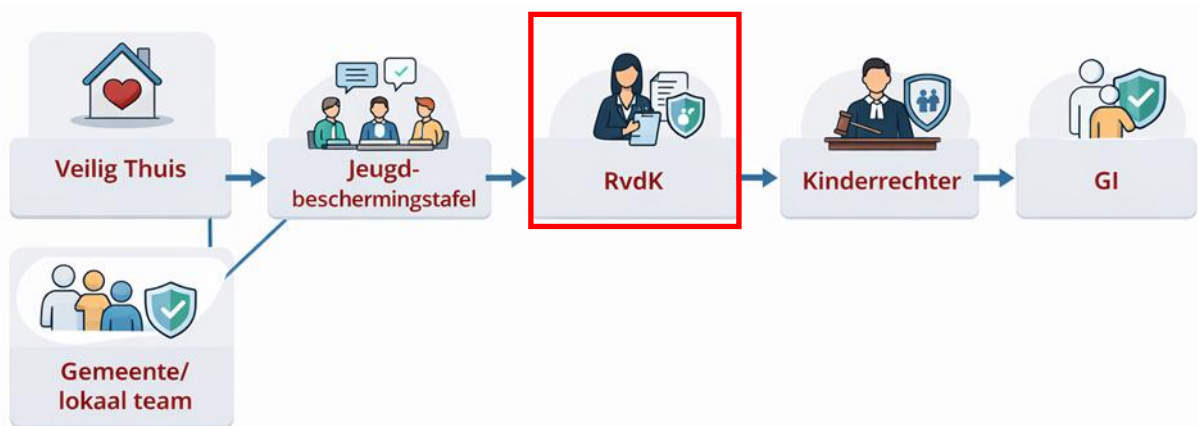 Veilig Thuis
Jeugd-
beschermingstafel
RvdK
Kinderrechter
GI
Gemeente/
lokaal team